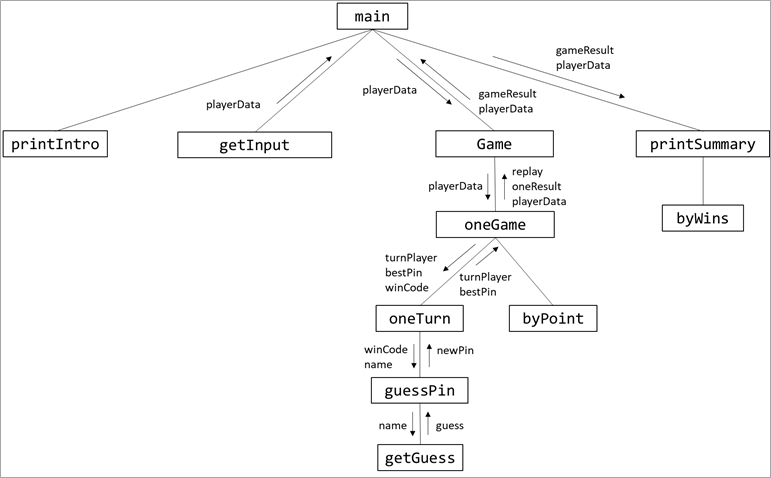 main
gameResult
playerData
playerData
playerData
gameResult
playerData
printIntro
getInput
Game
printSummary
playerData
replay
oneResult
playerData
byWins
oneGame
turnPlayer
bestPin
winCode
turnPlayer
bestPin
oneTurn
byPoint
winCode
name
newPin
guessPin
name
guess
getGuess